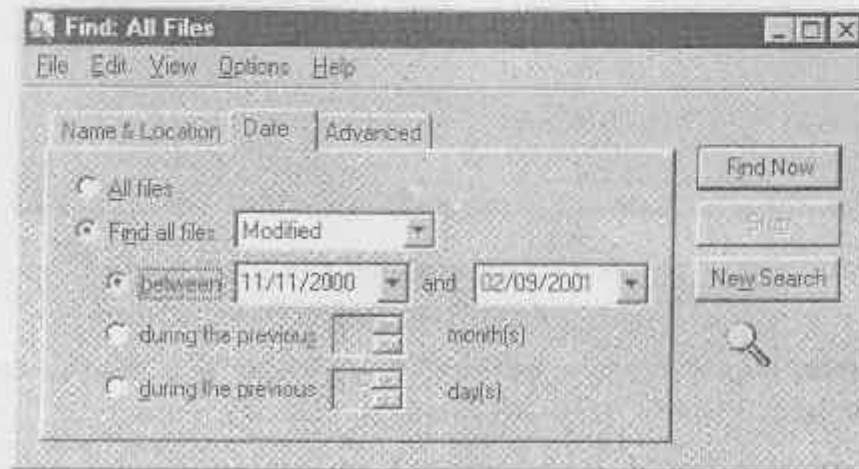 Find: All Files
File Edit View Options Help
Name & Location Date Advanced
All files
Find all files Modified
between 11/11/2000 and 02/09/2001
during the previous month(s)
during the previous day(s)
Find Now
Stop
New Search